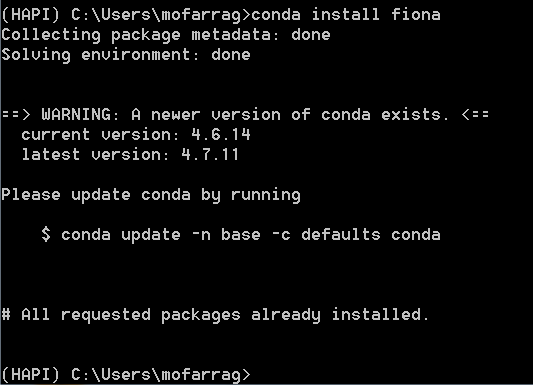 (HAPI) C:\Users\mofarrag>conda install fiona
Collecting package metadata: done
Solving environment: done
==> WARNING: A newer version of conda exists. <==
current version: 4.6.14
latest version: 4.7.11
Please update conda by running
$ conda update -n base -c defaults conda
# All requested packages already installed.
(HAPI) C:\Users\mofarrag>